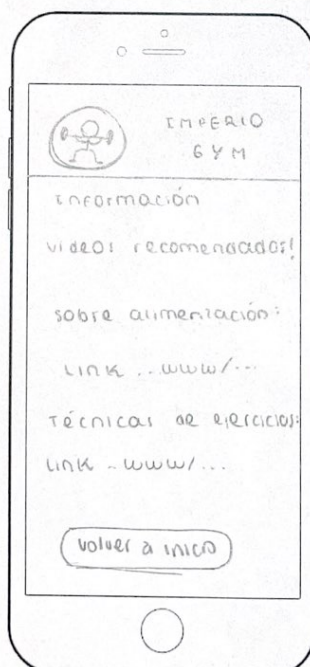 IMPERIO
GYM
Información
videos recomendados!
sobre alimentación:
Link ..www/...
Técnicas de ejercicios:
Link ..www/...
volver a inicio